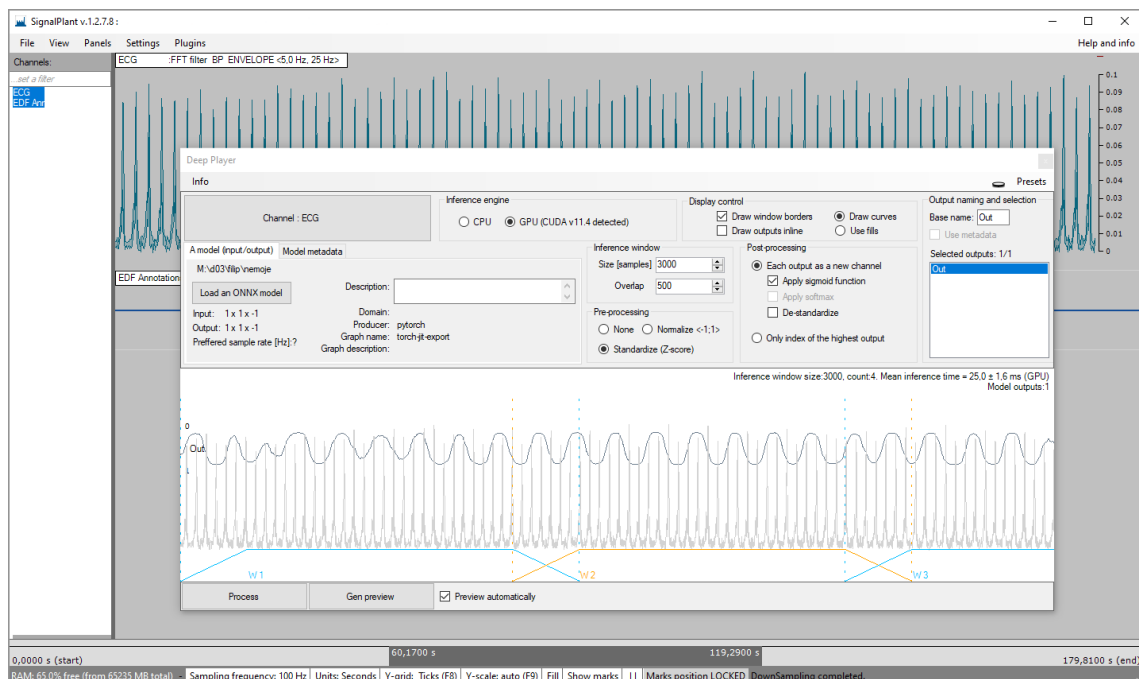 SignalPlant v.1.2.7.8 :
File View Panels Settings Plugins Help and info
Channels:
...set a filter
ECG
EDF Anr
ECG :FFT filter BP ENVELOPE <5,0 Hz, 25 Hz>
0.1
0.09
0.08
0.07
0.06
0.05
0.04
0.03
0.02
0.01
0
EDF Annotation
Deep Player
Info Presets
Channel : ECG
Inference engine
CPU GPU (CUDA v11.4 detected)
Display control
Draw window borders Draw curves
Draw outputs inline Use fills
Output naming and selection
Base name: Out
Use metadata
Selected outputs: 1/1
Out
A model (input/output) Model metadata
M:\d03\filip\nemoje
Load an ONNX model
Input: 1 x 1 x -1
Output: 1 x 1 x -1
Preffered sample rate [Hz]:?
Description:
Domain:
Producer: pytorch
Graph name: torch-jit-export
Graph description:
Inference window
Size [samples] 3000
Overlap 500
Pre-processing
None Normalize <-1;1>
Standardize (Z-score)
Post-processing
Each output as a new channel
Apply sigmoid function
Apply softmax
De-standardize
Only index of the highest output
Inference window size:3000, count:4. Mean inference time = 25,0 ± 1,6 ms (GPU)
Model outputs:1
0
Out
1
W 1 W 2 W 3
Process Gen preview Preview automatically
0,0000 s (start) 60,1700 s 119,2900 s 179,8100 s (end)
RAM: 65.0% free (from 65235 MB total) - Sampling frequency: 100 Hz Units: Seconds Y-grid: Ticks (F8) Y-scale: auto (F9) Fill Show marks | | Marks position LOCKED DownSampling completed.